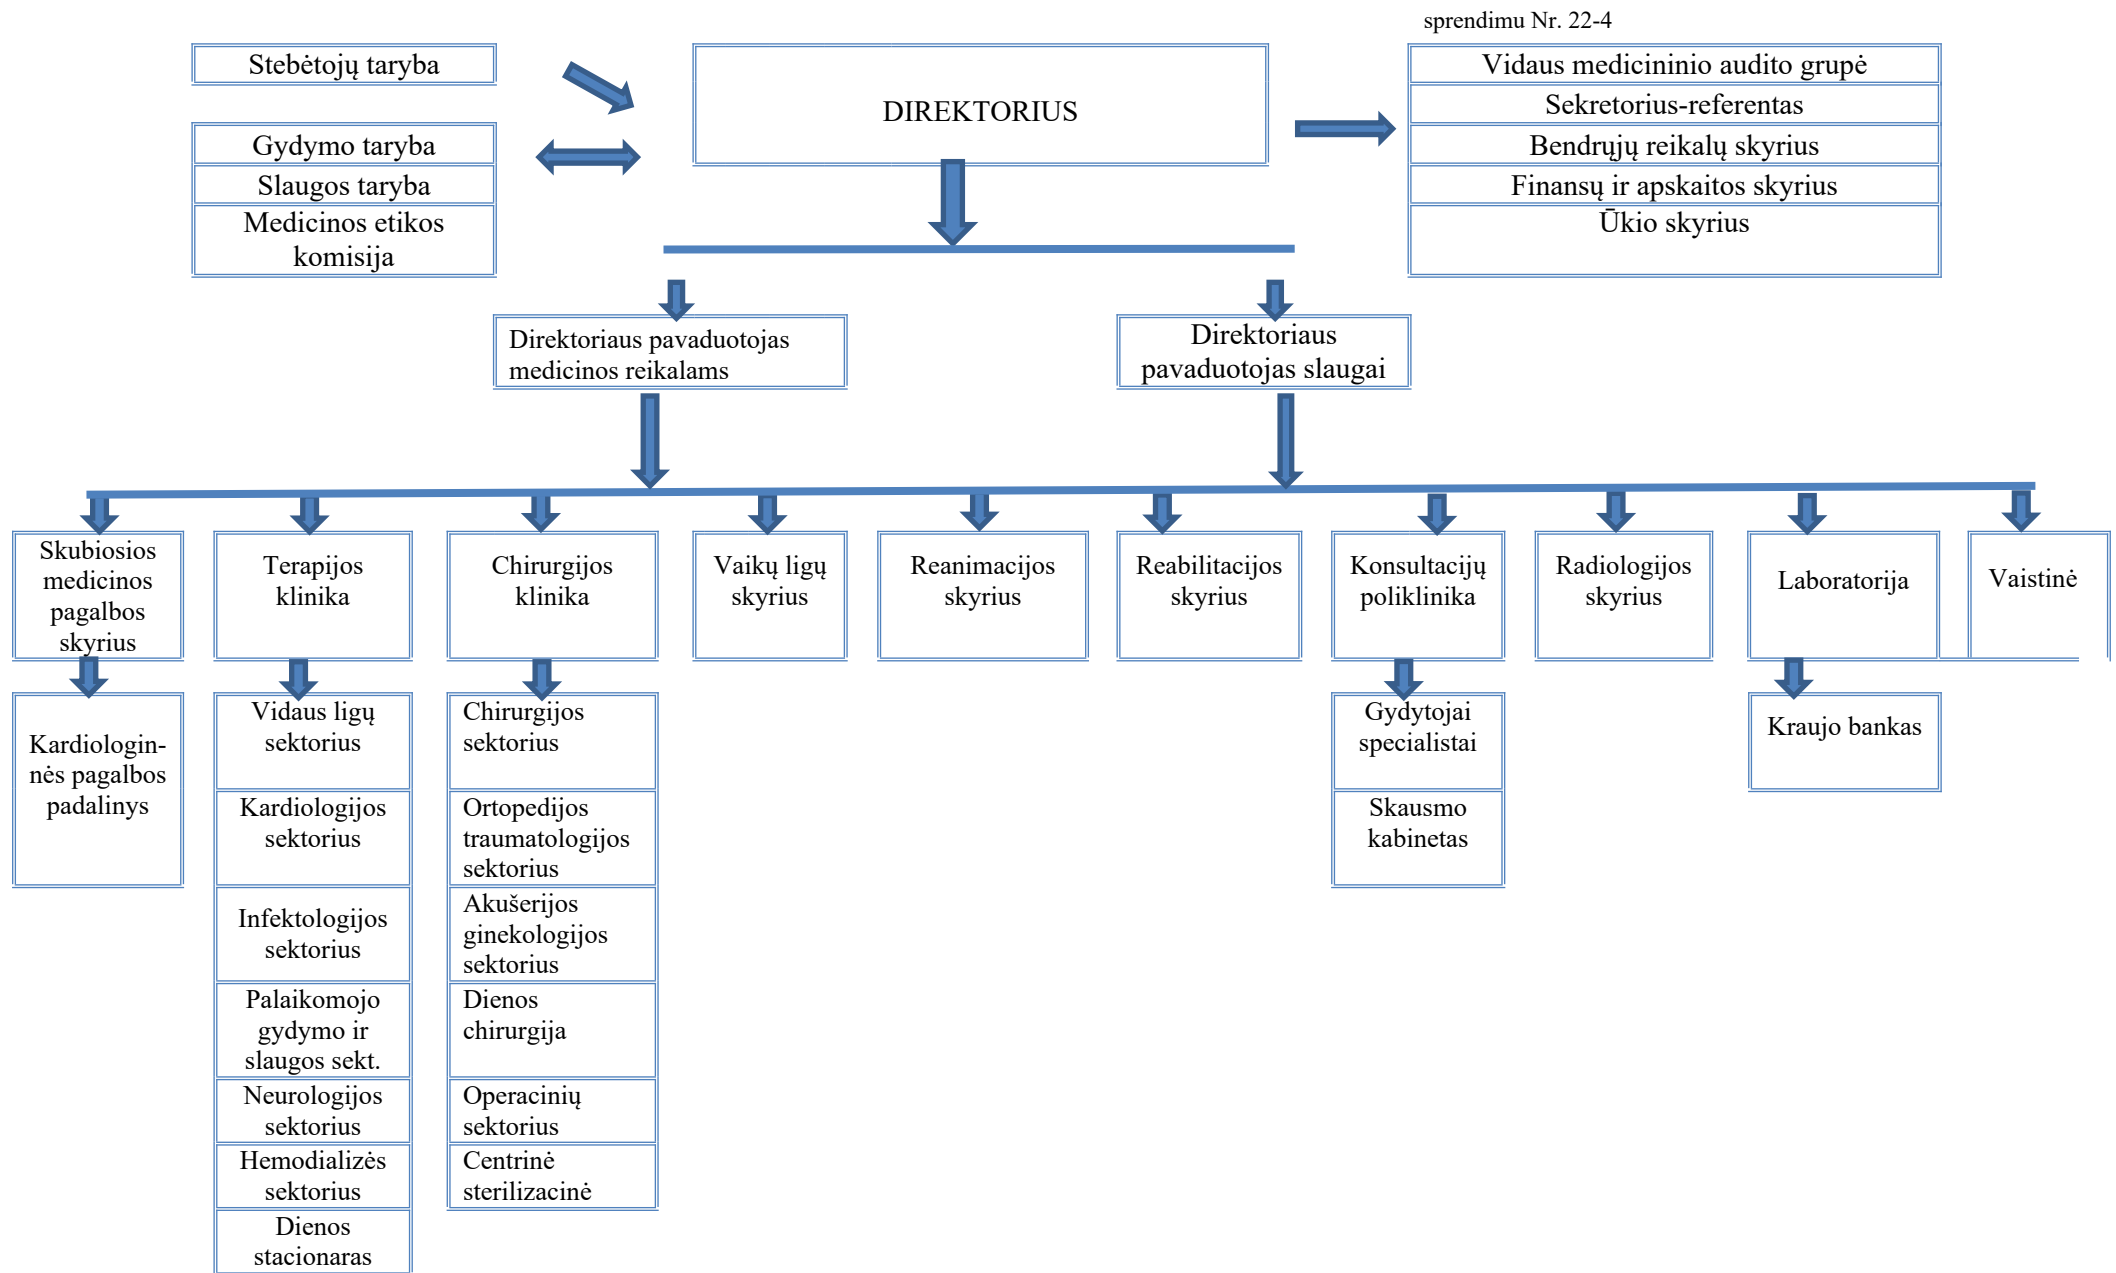 sprendimu Nr. 22-4
Stebėtojų taryba
Gydymo taryba
Slaugos taryba
Medicinos etikos
komisija
DIREKTORIUS
Vidaus medicininio audito grupė
Sekretorius-referentas
Bendrųjų reikalų skyrius
Finansų ir apskaitos skyrius
Ūkio skyrius
Direktoriaus pavaduotojas
medicinos reikalams
Direktoriaus
pavaduotojas slaugai
Skubiosios
medicinos
pagalbos
skyrius
Terapijos
klinika
Chirurgijos
klinika
Vaikų ligų
skyrius
Reanimacijos
skyrius
Reabilitacijos
skyrius
Konsultacijų
poliklinika
Radiologijos
skyrius
Laboratorija
Vaistinė
Kardiologin-
nės pagalbos
padalinys
Vidaus ligų
sektorius
Kardiologijos
sektorius
Infektologijos
sektorius
Palaikomojo
gydymo ir
slaugos sekt.
Neurologijos
sektorius
Hemodializės
sektorius
Dienos
stacionaras
Chirurgijos
sektorius
Ortopedijos
traumatologijos
sektorius
Akušerijos
ginekologijos
sektorius
Dienos
chirurgija
Operacinių
sektorius
Centrinė
sterilizacinė
Gydytojai
specialistai
Skausmo
kabinetas
Kraujo bankas